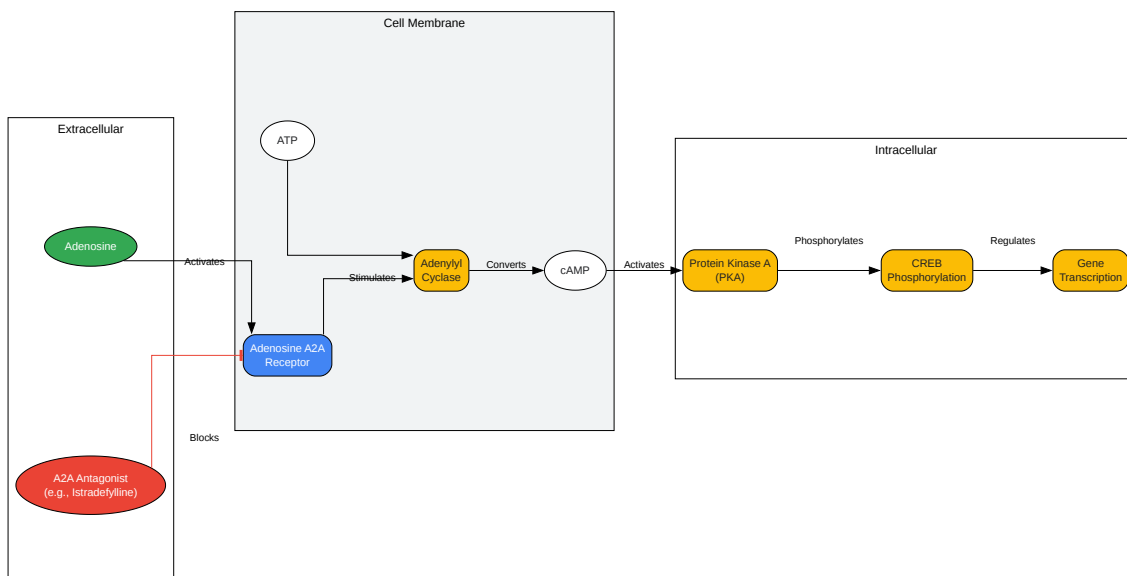 Cell Membrane
Extracellular
ATP
Intracellular
Adenosine
Activates
Stimulates
Adenylyl
Cyclase
Converts
cAMP
Activates
Protein Kinase A
(PKA)
Phosphorylates
CREB
Phosphorylation
Regulates
Gene
Transcription
Adenosine A2A
Receptor
Blocks
A2A Antagonist
(e.g., Istradefylline)